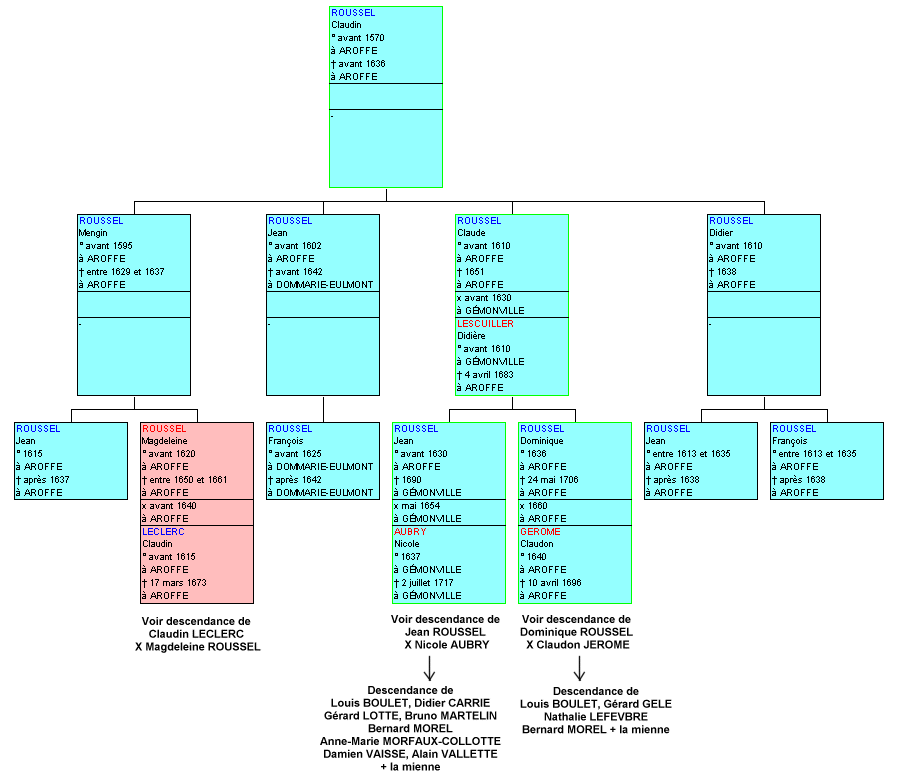 ROUSSEL
Claudin
° avant 1570
à AROFFE
† avant 1636
à AROFFE
-
ROUSSEL
Mengin
° avant 1595
à AROFFE
† entre 1629 et 1637
à AROFFE
-
ROUSSEL
Jean
° avant 1602
à AROFFE
† avant 1642
à DOMMARIE-EULMONT
-
ROUSSEL
Claude
° avant 1610
à AROFFE
† 1651
à AROFFE
x avant 1630
à GÉMONVILLE
LESCUILLER
Didière
° avant 1610
à GÉMONVILLE
† 4 avril 1683
à AROFFE
ROUSSEL
Didier
° avant 1610
à AROFFE
† 1638
à AROFFE
-
ROUSSEL
Jean
° 1615
à AROFFE
† après 1637
à AROFFE
ROUSSEL
Magdeleine
° avant 1620
à AROFFE
† entre 1650 et 1661
à AROFFE
x avant 1640
à AROFFE
LECLERC
Claudin
° avant 1615
à AROFFE
† 17 mars 1673
à AROFFE
ROUSSEL
François
° avant 1625
à DOMMARIE-EULMONT
† après 1642
à DOMMARIE-EULMONT
ROUSSEL
Jean
° avant 1630
à AROFFE
† 1690
à GÉMONVILLE
x mai 1654
à GÉMONVILLE
AUBRY
Nicole
° 1637
à GÉMONVILLE
† 2 juillet 1717
à GÉMONVILLE
ROUSSEL
Dominique
° 1636
à AROFFE
† 24 mai 1706
à AROFFE
x 1660
à AROFFE
GEROME
Claudon
° 1640
à AROFFE
† 10 avril 1696
à AROFFE
ROUSSEL
Jean
° entre 1613 et 1635
à AROFFE
† après 1638
à AROFFE
ROUSSEL
François
° entre 1613 et 1635
à AROFFE
† après 1638
à AROFFE
Voir descendance de
Claudin LECLERC
X Magdeleine ROUSSEL
Voir descendance de
Jean ROUSSEL
X Nicole AUBRY
Voir descendance de
Dominique ROUSSEL
X Claudon JEROME
Descendance de
Louis BOULET, Didier CARRIE
Gérard LOTTE, Bruno MARTELIN
Bernard MOREL
Anne-Marie MORFAUX-COLLOTTE
Damien VAISSE, Alain VALLETTE
+ la mienne
Descendance de
Louis BOULET, Gérard GELE
Nathalie LEFEVBRE
Bernard MOREL + la mienne